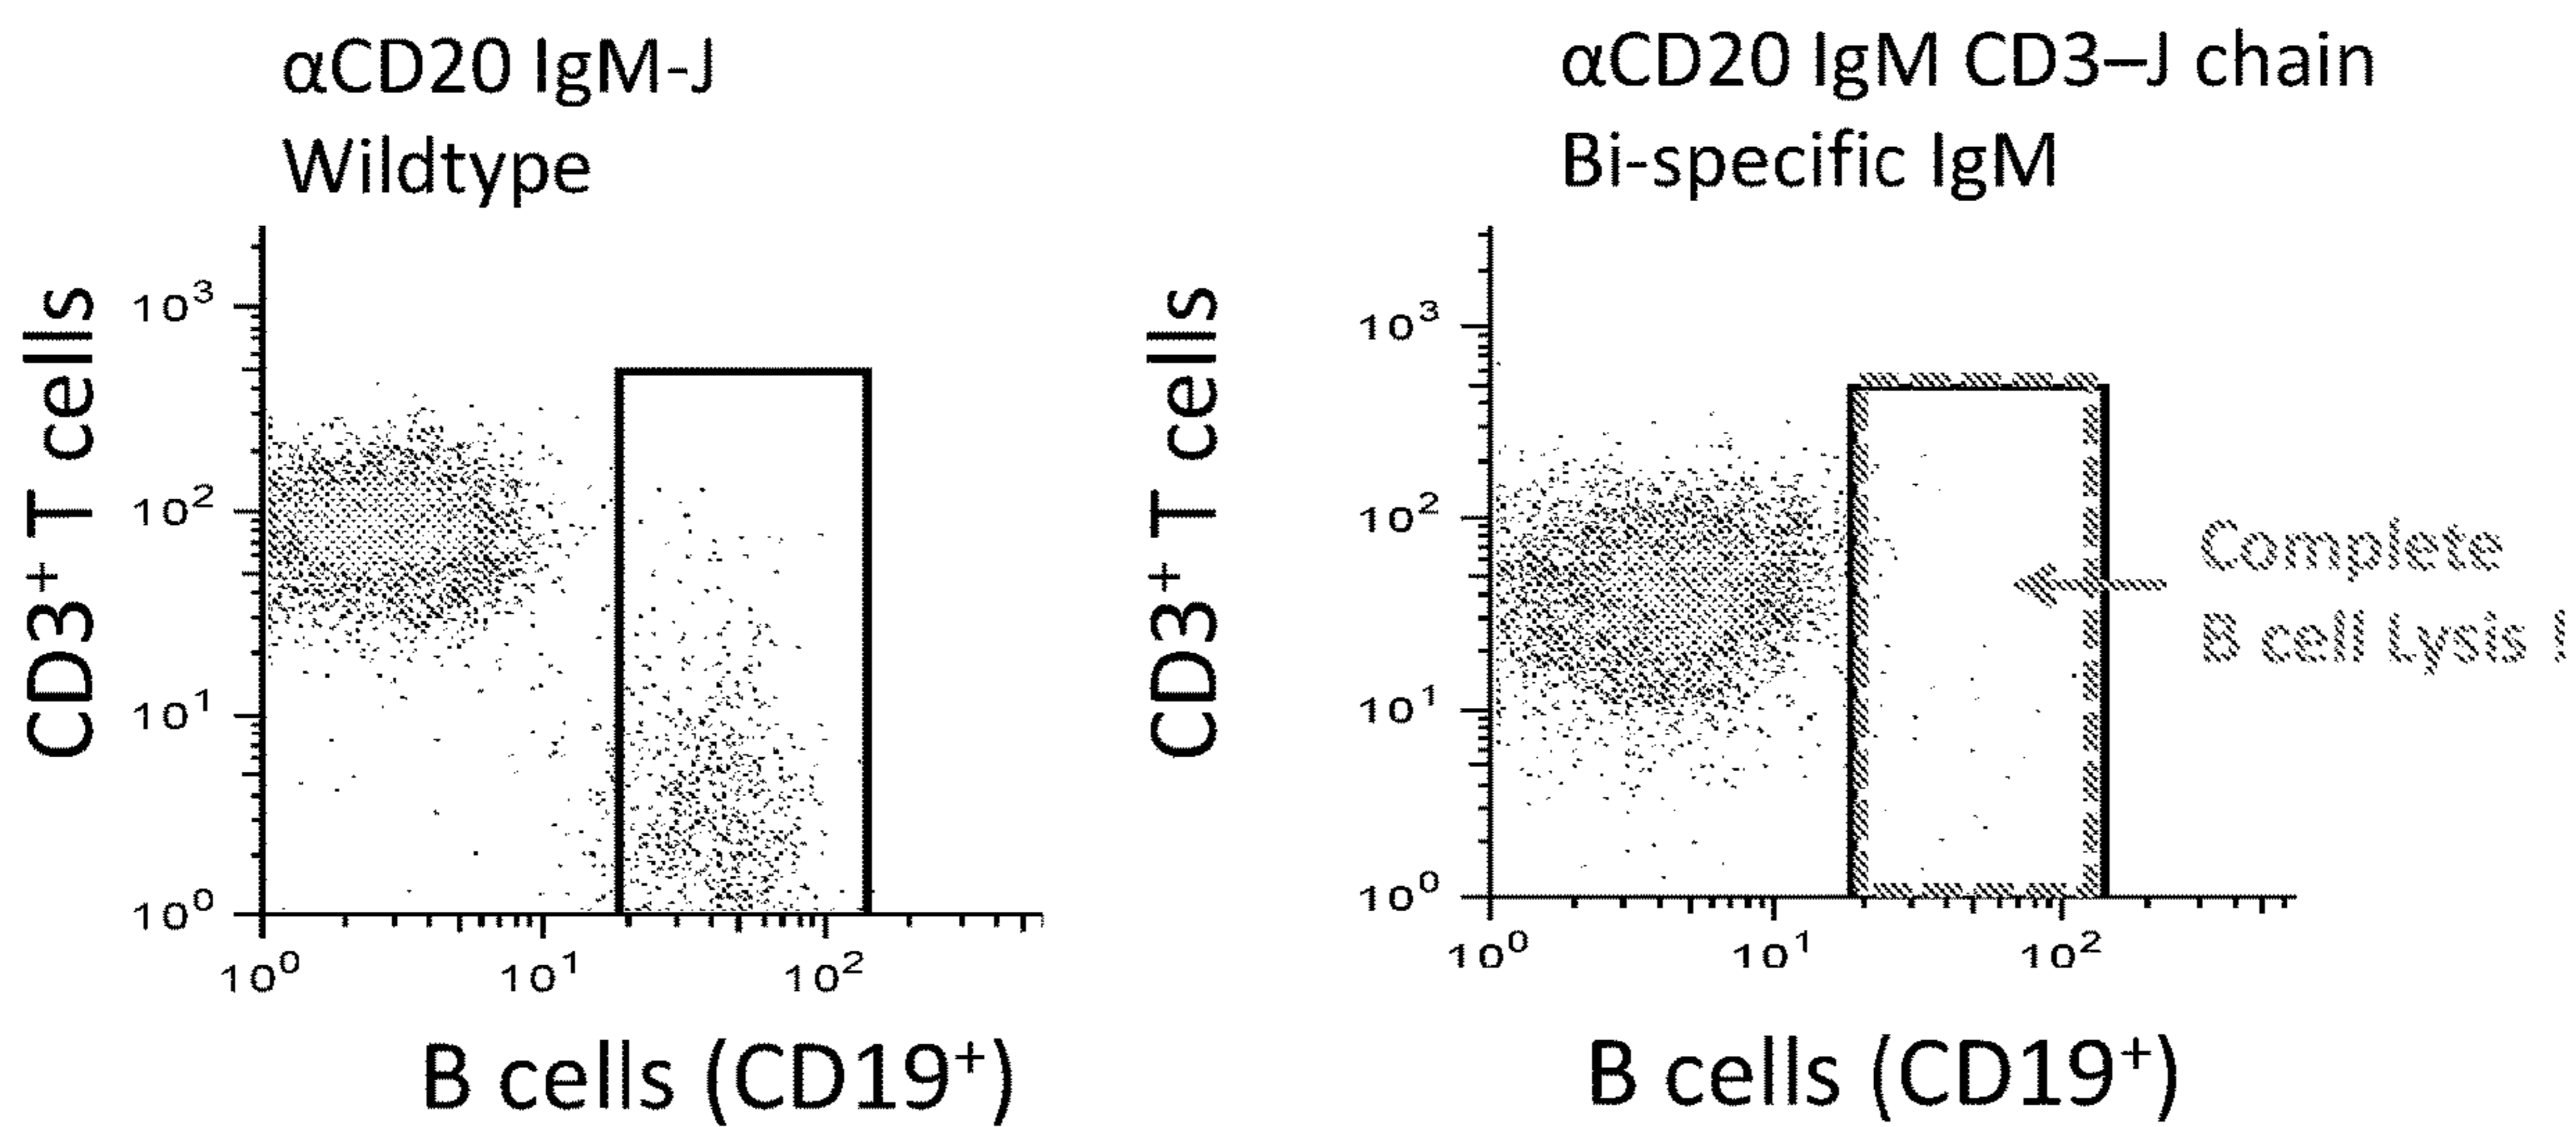 αCD20 IgM-J
Wildtype
CD3⁺ T cells
10³
10²
10¹
10⁰
10⁰ 10¹ 10²
B cells (CD19⁺)
αCD20 IgM CD3–J chain
Bi-specific IgM
CD3⁺ T cells
10³
10²
10¹
10⁰
10⁰ 10¹ 10²
B cells (CD19⁺)
Complete
B cell Lysis !